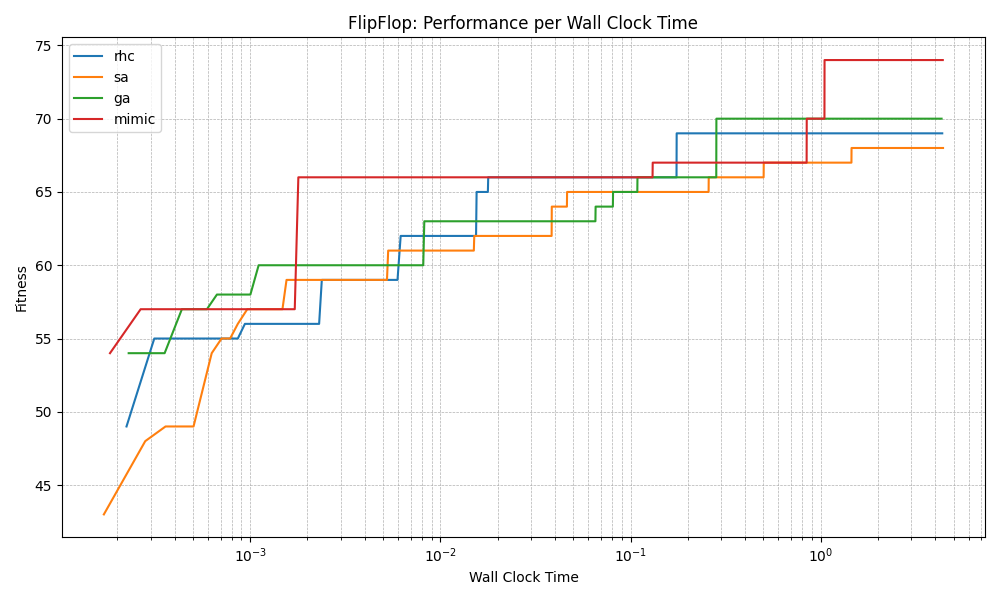 FlipFlop: Performance per Wall Clock Time
rhc
sa
ga
mimic
Fitness
75
70
65
60
55
50
45
10⁻³
10⁻²
10⁻¹
10⁰
Wall Clock Time